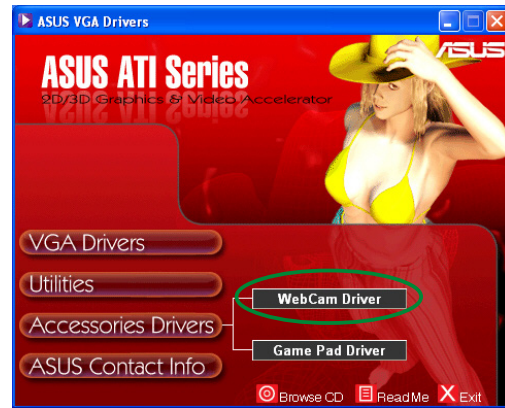 ASUS VGA Drivers
ASUS
ASUS ATI Series
2D/3D Graphics & Video Accelerator
VGA Drivers
Utilities
WebCam Driver
Accessories Drivers
Game Pad Driver
ASUS Contact Info
Browse CD
ReadMe
Exit